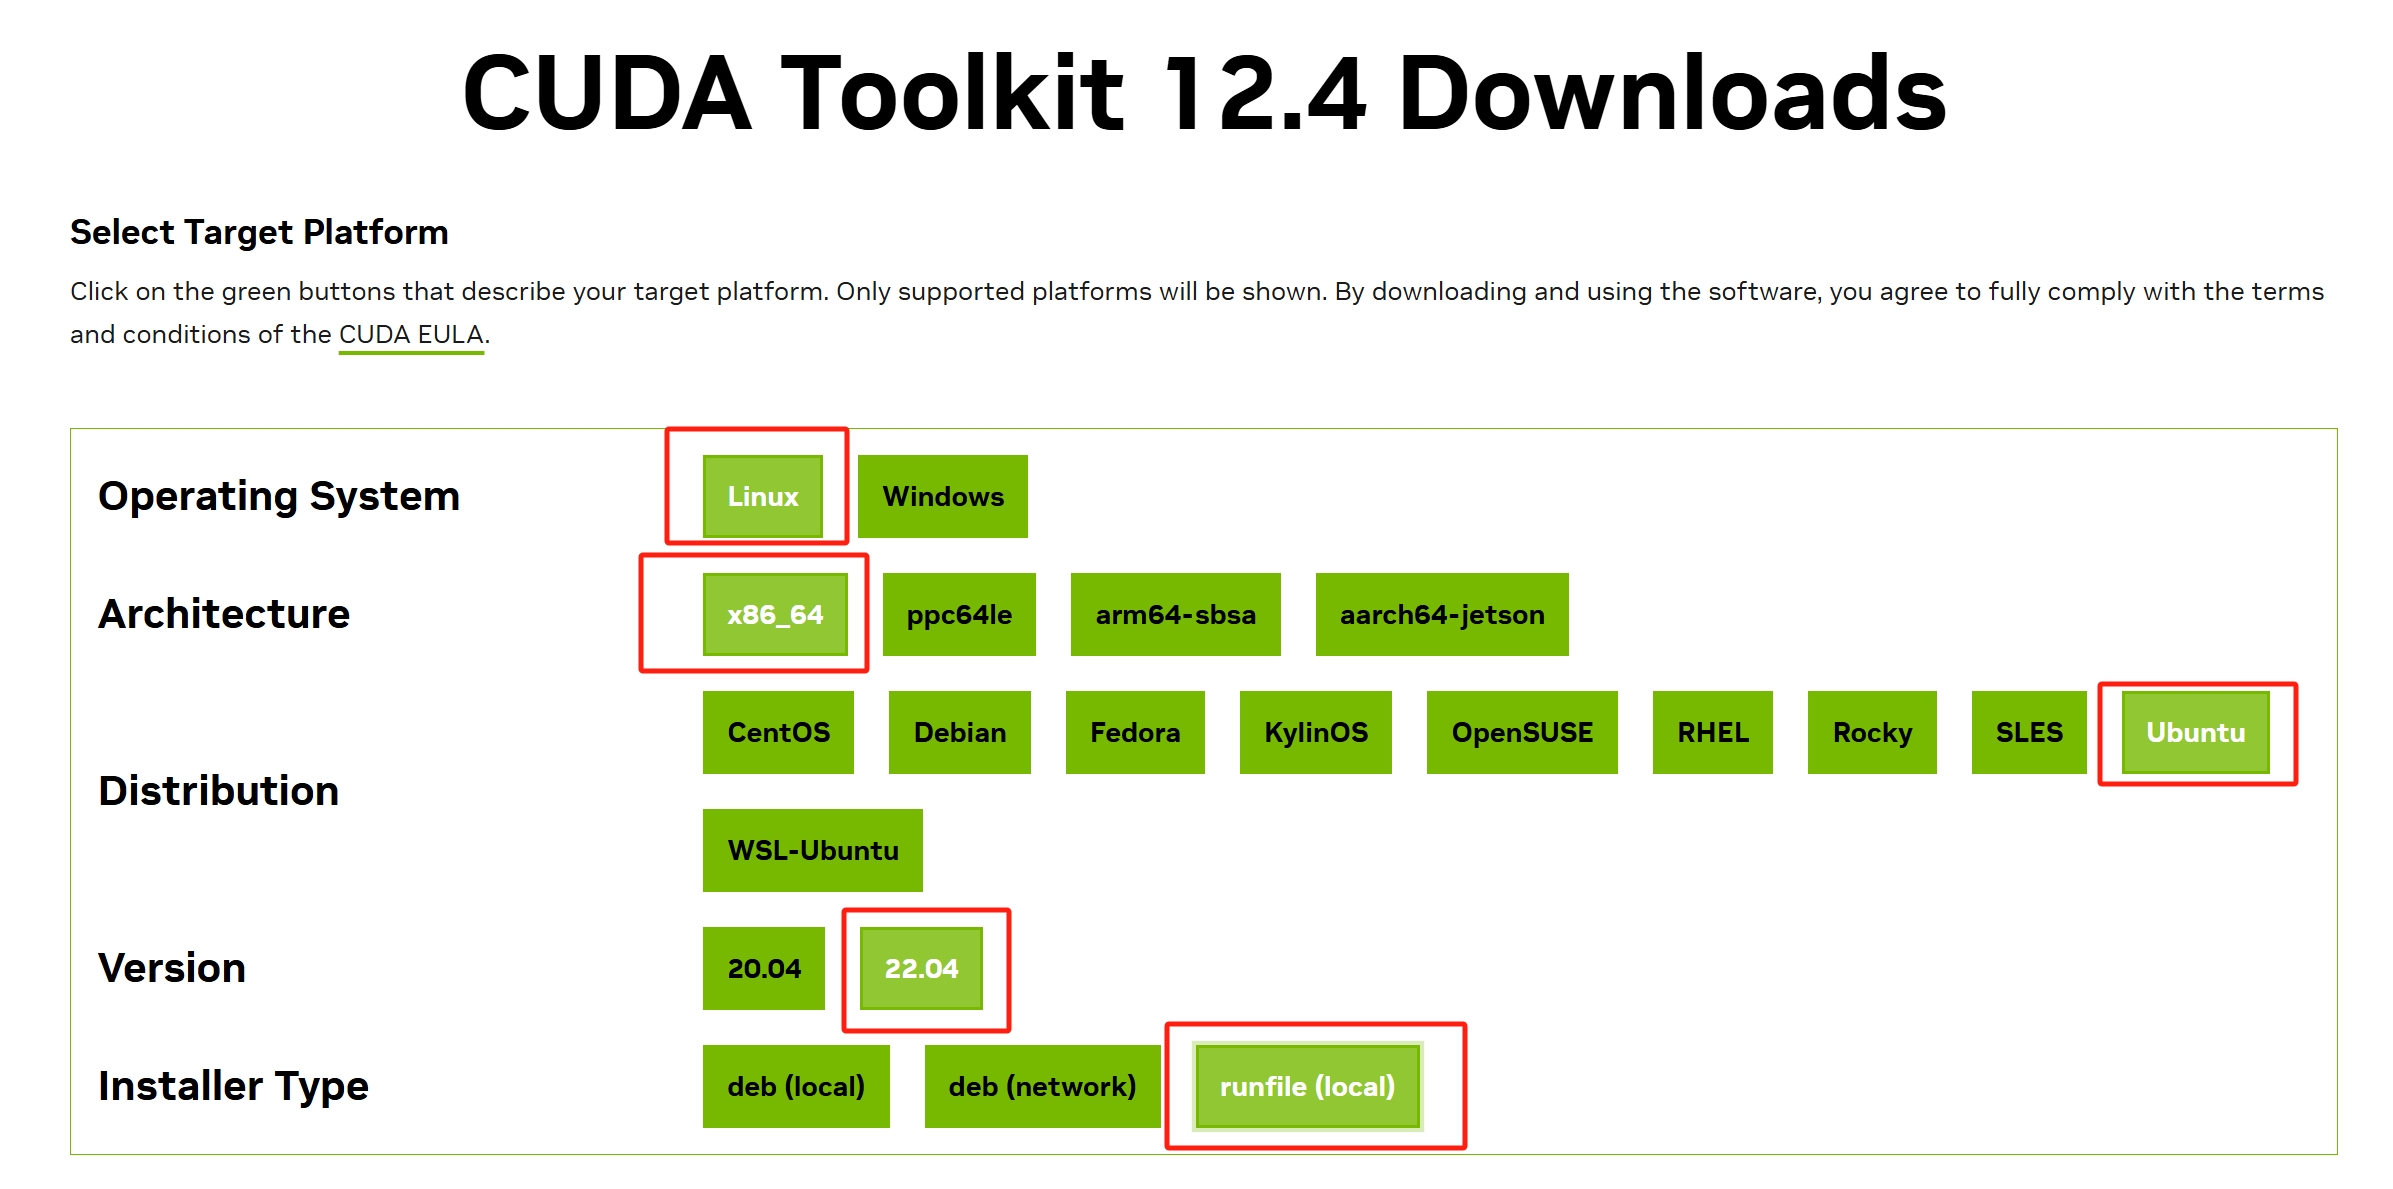 CUDA Toolkit 12.4 Downloads
Select Target Platform
Click on the green buttons that describe your target platform. Only supported platforms will be shown. By downloading and using the software, you agree to fully comply with the terms
and conditions of the CUDA EULA.
Operating System Linux Windows
Architecture x86_64 ppc64le arm64-sbsa aarch64-jetson
Distribution CentOS Debian Fedora KylinOS OpenSUSE RHEL Rocky SLES Ubuntu
WSL-Ubuntu
Version 20.04 22.04
Installer Type deb (local) deb (network) runfile (local)